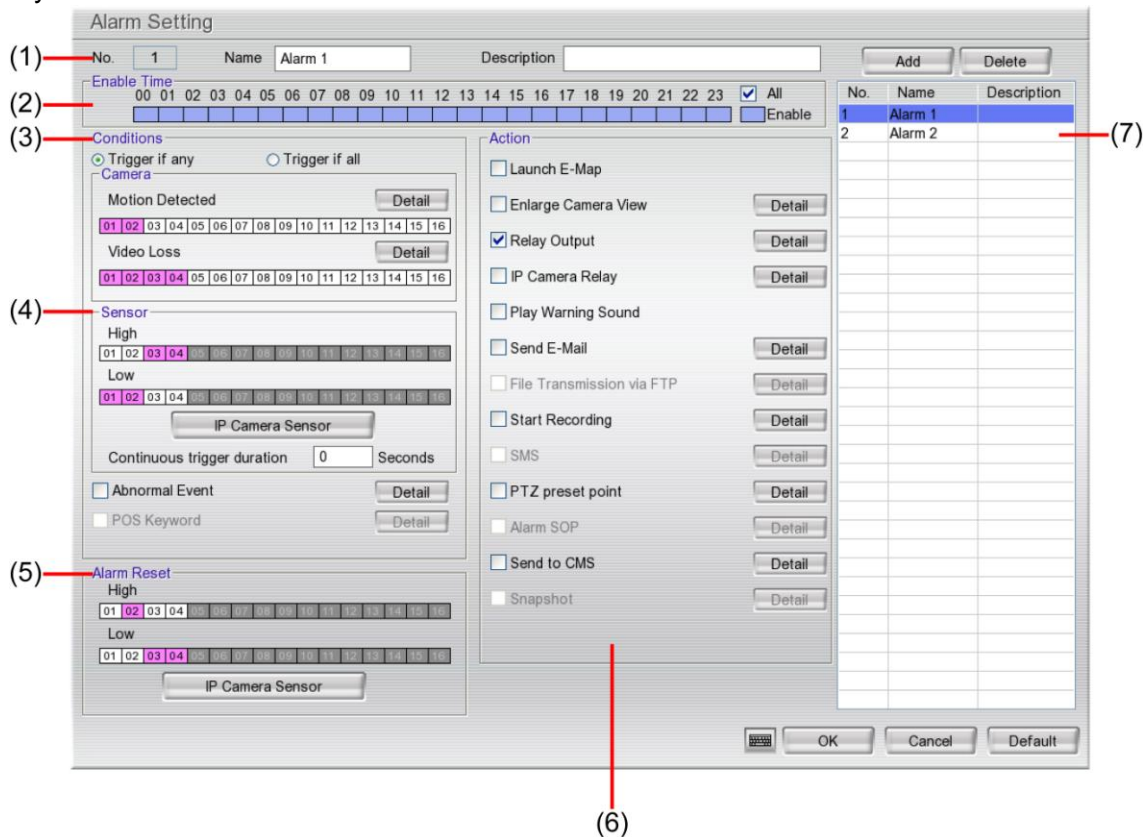 Alarm Setting
(1) No. 1 Name Alarm 1 Description Add Delete
(2) Enable Time
00 01 02 03 04 05 06 07 08 09 10 11 12 13 14 15 16 17 18 19 20 21 22 23 All
Enable
(3) Conditions
Trigger if any Trigger if all
Camera
Motion Detected Detail
01 02 03 04 05 06 07 08 09 10 11 12 13 14 15 16
Video Loss Detail
01 02 03 04 05 06 07 08 09 10 11 12 13 14 15 16
(4) Sensor
High
01 02 03 04 05 06 07 08 09 10 11 12 13 14 15 16
Low
01 02 03 04 05 06 07 08 09 10 11 12 13 14 15 16
IP Camera Sensor
Continuous trigger duration 0 Seconds
Abnormal Event Detail
POS Keyword Detail
(5) Alarm Reset
High
01 02 03 04 05 06 07 08 09 10 11 12 13 14 15 16
Low
01 02 03 04 05 06 07 08 09 10 11 12 13 14 15 16
IP Camera Sensor
Action
Launch E-Map
Enlarge Camera View Detail
Relay Output Detail
IP Camera Relay Detail
Play Warning Sound
Send E-Mail Detail
File Transmission via FTP Detail
Start Recording Detail
SMS Detail
PTZ preset point Detail
Alarm SOP Detail
Send to CMS Detail
Snapshot Detail
(6)
No. Name Description
1 Alarm 1
2 Alarm 2
(7)
OK Cancel Default